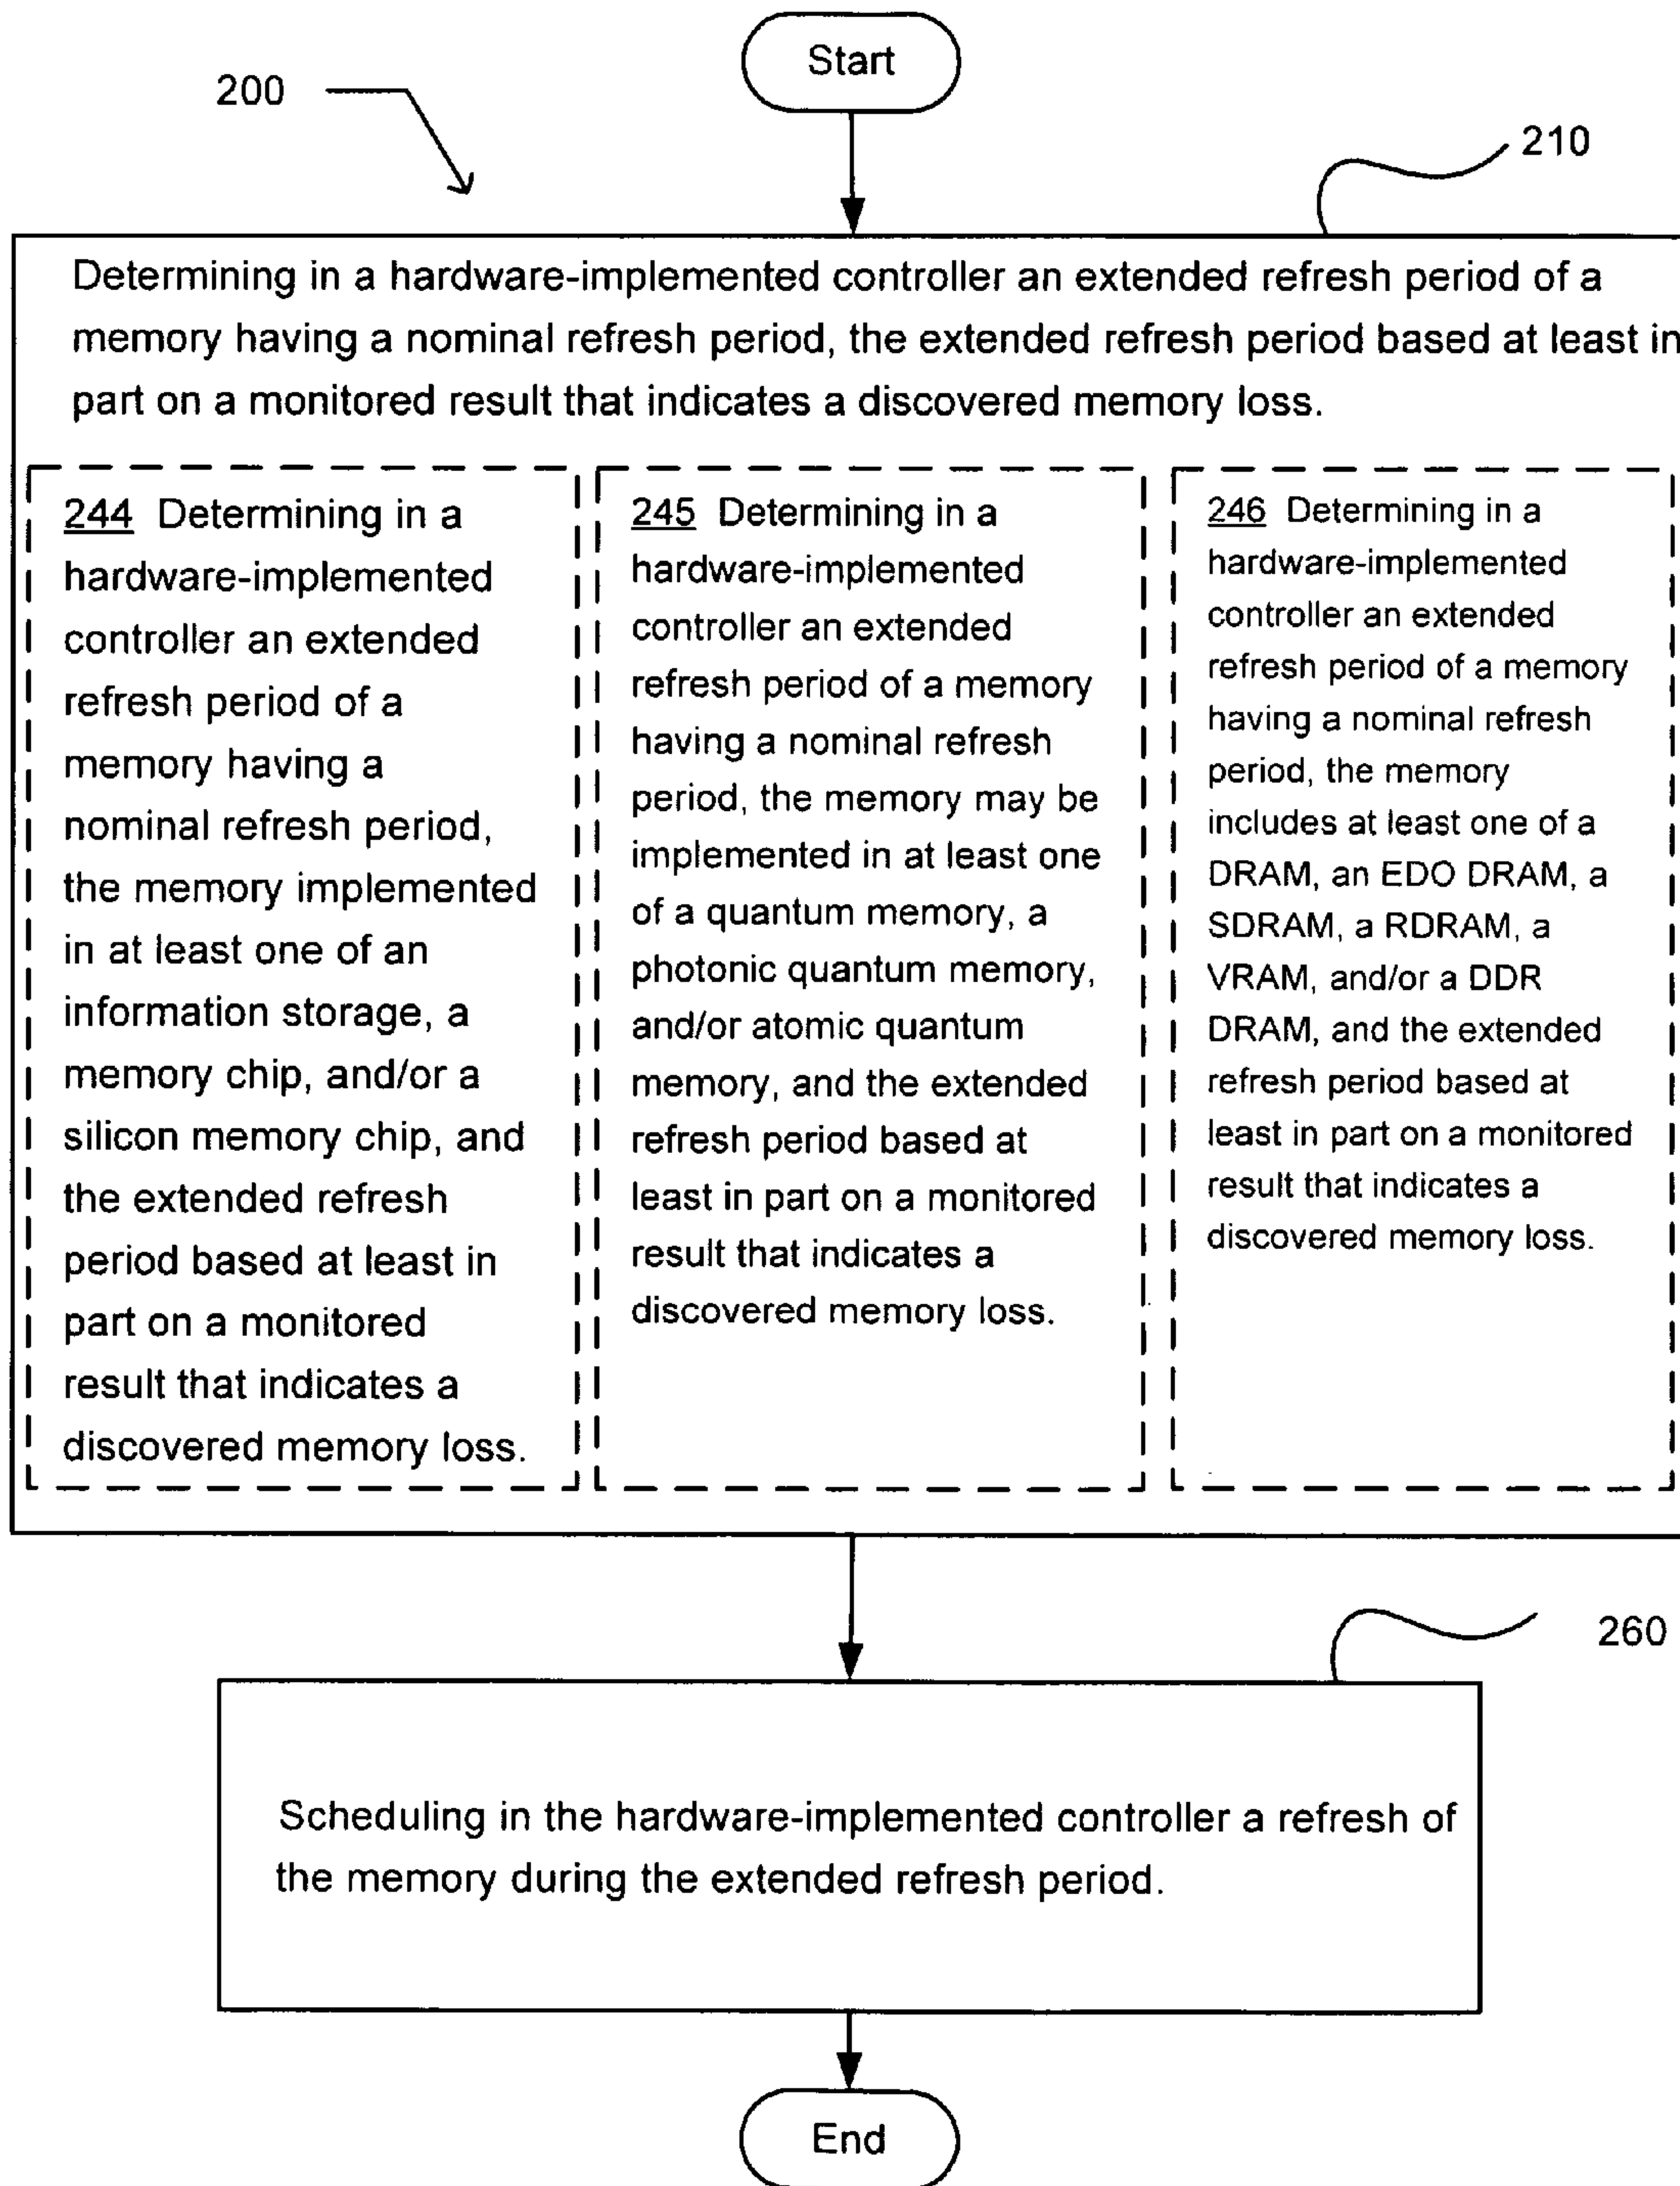 Start
200
210
Determining in a hardware-implemented controller an extended refresh period of a
memory having a nominal refresh period, the extended refresh period based at least in
part on a monitored result that indicates a discovered memory loss.
244 Determining in a
hardware-implemented
controller an extended
refresh period of a
memory having a
nominal refresh period,
the memory implemented
in at least one of an
information storage, a
memory chip, and/or a
silicon memory chip, and
the extended refresh
period based at least in
part on a monitored
result that indicates a
discovered memory loss.
245 Determining in a
hardware-implemented
controller an extended
refresh period of a memory
having a nominal refresh
period, the memory may be
implemented in at least one
of a quantum memory, a
photonic quantum memory,
and/or atomic quantum
memory, and the extended
refresh period based at
least in part on a monitored
result that indicates a
discovered memory loss.
246 Determining in a
hardware-implemented
controller an extended
refresh period of a memory
having a nominal refresh
period, the memory
includes at least one of a
DRAM, an EDO DRAM, a
SDRAM, a RDRAM, a
VRAM, and/or a DDR
DRAM, and the extended
refresh period based at
least in part on a monitored
result that indicates a
discovered memory loss.
260
Scheduling in the hardware-implemented controller a refresh of
the memory during the extended refresh period.
End